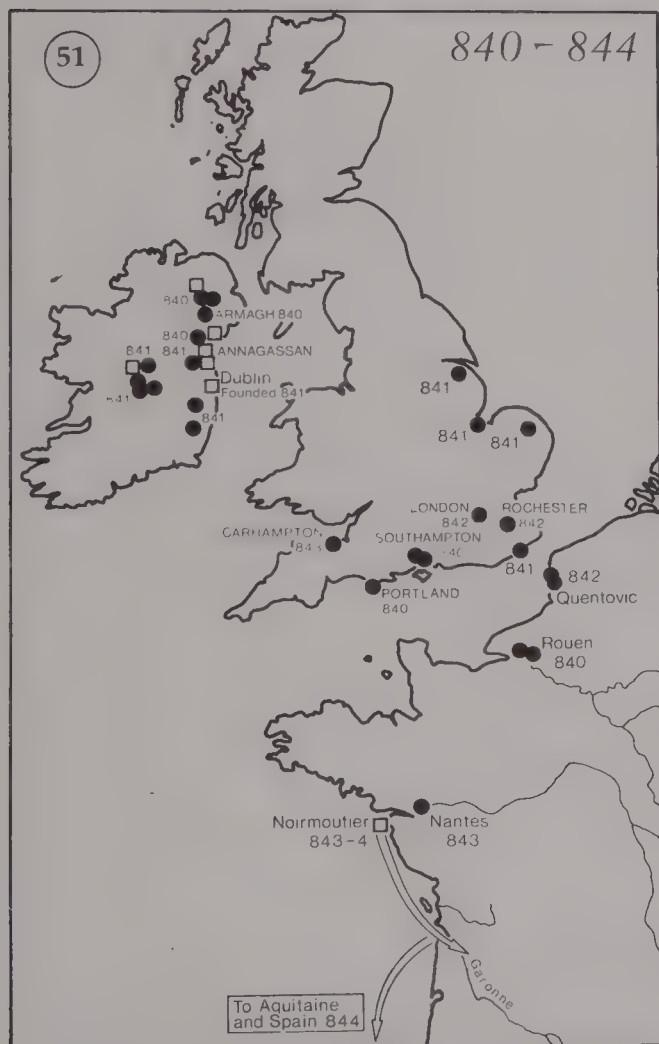 51
840 - 844
840
ARMAGH 840
840
841
841
ANNAGASSAN
Dublin
Founded 841
841
841
841
841
841
LONDON
842
ROCHESTER
842
CARHAMPTON
SOUTHAMPTON
841
842
Quentovic
PORTLAND
840
Rouen
840
Noirmoutier
843-4
Nantes
843
Garonne
To Aquitaine
and Spain 844